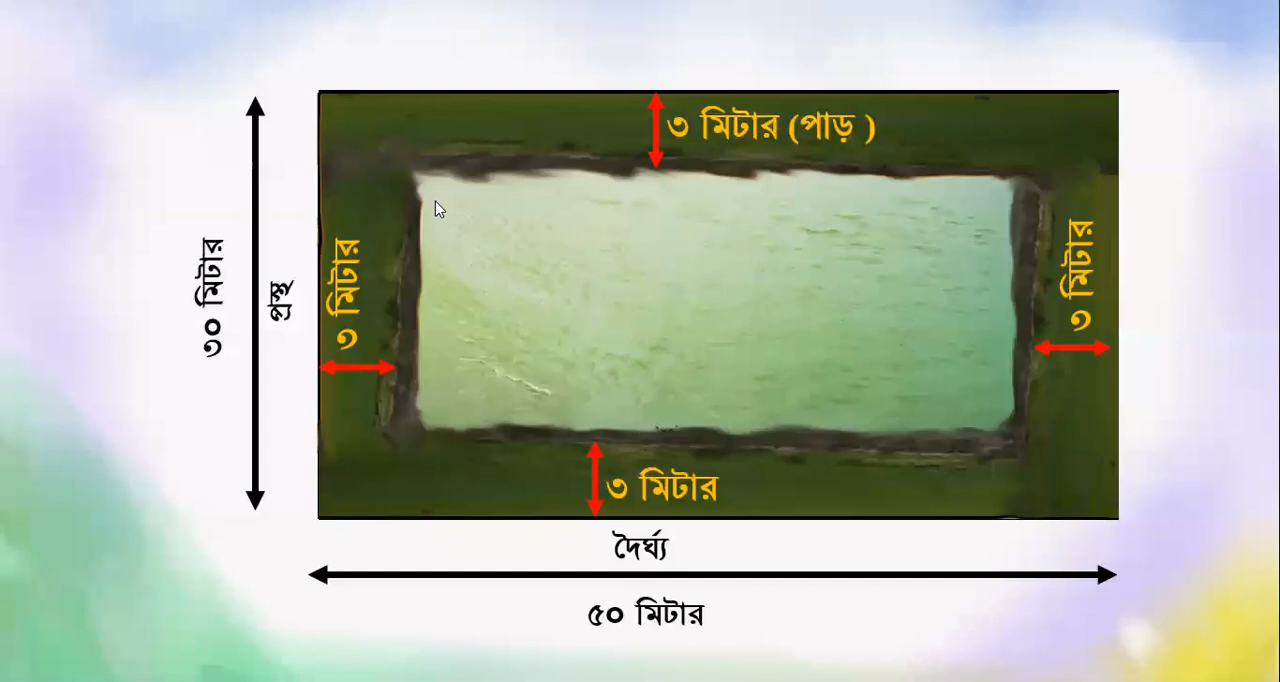 ৩ মিটার (পাড় )
৩০ মিটার
প্রস্থ
৩ মিটার
৩ মিটার
৩ মিটার
দৈর্ঘ্য
৫০ মিটার